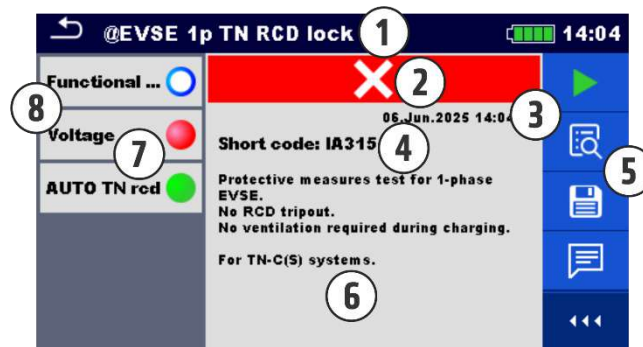 @EVSE 1p TN RCD lock 1 14:04
Functional ... 2
06.Jun.2025 14:04 3
8
Voltage 7
Short code: IA315 4
5
AUTO TN rcd
Protective measures test for 1-phase
EVSE.
No RCD tripout.
No ventilation required during charging.
For TN-C(S) systems.
6